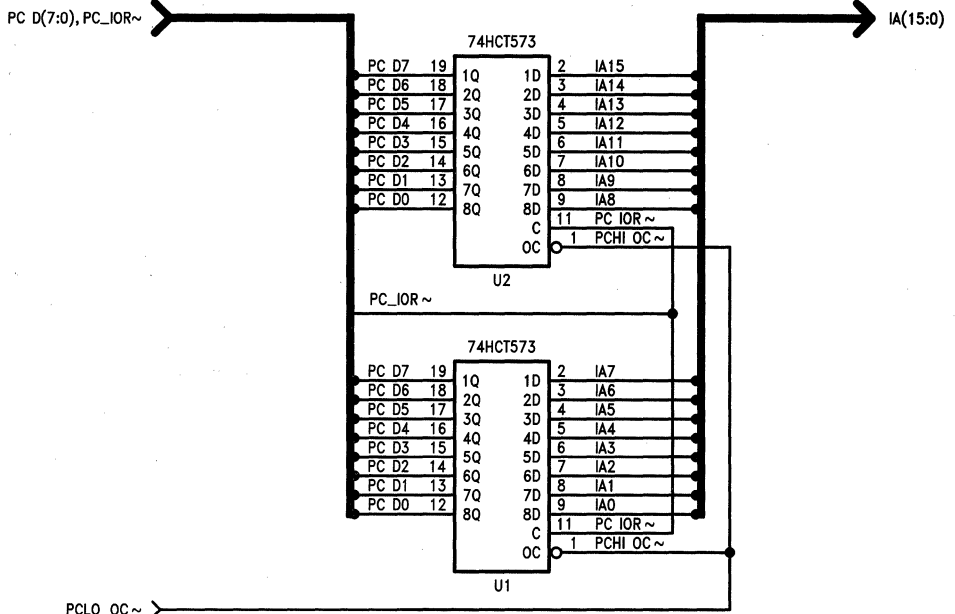 PC D(7:0), PC_IOR~ IA(15:0)
74HCT573
PC D7 19 1Q 1D 2 IA15
PC D6 18 2Q 2D 3 IA14
PC D5 17 3Q 3D 4 IA13
PC D4 16 4Q 4D 5 IA12
PC D3 15 5Q 5D 6 IA11
PC D2 14 6Q 6D 7 IA10
PC D1 13 7Q 7D 8 IA9
PC D0 12 8Q 8D 9 IA8
C 11 PC IOR~
OC 1 PCHI OC~
U2
PC_IOR~
74HCT573
PC D7 19 1Q 1D 2 IA7
PC D6 18 2Q 2D 3 IA6
PC D5 17 3Q 3D 4 IA5
PC D4 16 4Q 4D 5 IA4
PC D3 15 5Q 5D 6 IA3
PC D2 14 6Q 6D 7 IA2
PC D1 13 7Q 7D 8 IA1
PC D0 12 8Q 8D 9 IA0
C 11 PC IOR~
OC 1 PCHI OC~
U1
PCLO OC~